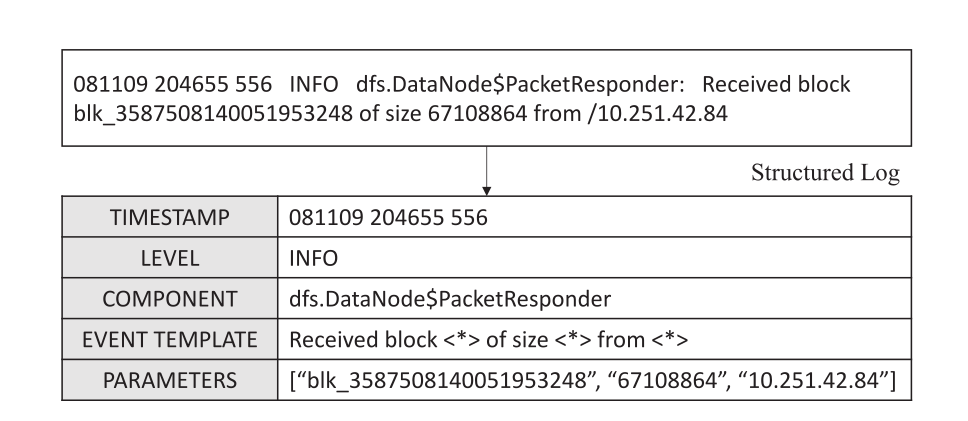 081109 204655 556 INFO dfs.DataNode$PacketResponder: Received block
blk_3587508140051953248 of size 67108864 from /10.251.42.84
Structured Log
TIMESTAMP 081109 204655 556
LEVEL INFO
COMPONENT dfs.DataNode$PacketResponder
EVENT TEMPLATE Received block <*> of size <*> from <*>
PARAMETERS [“blk_3587508140051953248”, “67108864”, “10.251.42.84”]